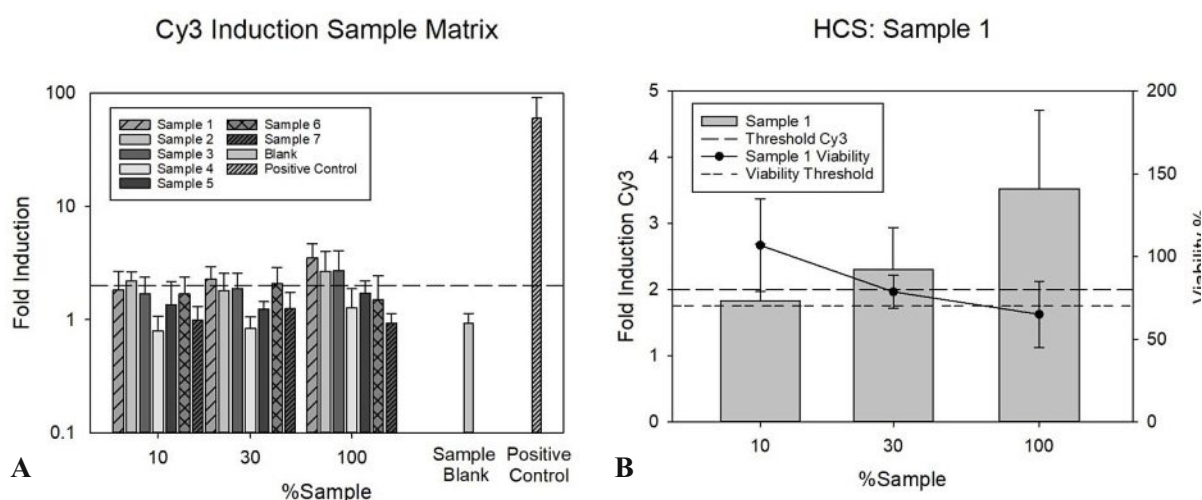 Cy3 Induction Sample Matrix
Fold Induction
100
10
1
0.1
Sample 1
Sample 2
Sample 3
Sample 4
Sample 5
Sample 6
Sample 7
Blank
Positive Control
10
30
100
Sample Blank
Positive Control
%Sample
A
HCS: Sample 1
Fold Induction Cy3
5
4
3
2
1
0
Sample 1
Threshold Cy3
Sample 1 Viability
Viability Threshold
200
150
100
50
0
Viability %
10
30
100
%Sample
B